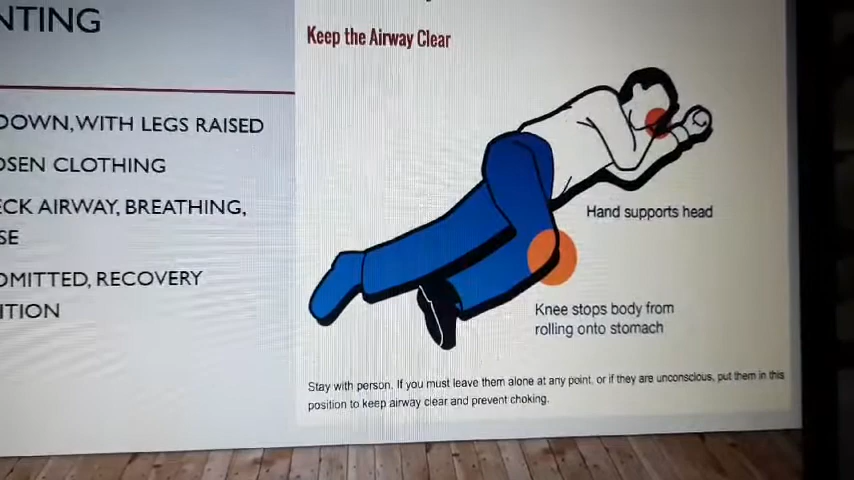 NTING
DOWN, WITH LEGS RAISED
OSEN CLOTHING
ECK AIRWAY, BREATHING,
SE
OMITTED, RECOVERY
ITION
Keep the Airway Clear
Hand supports head
Knee stops body from
rolling onto stomach
Stay with person. If you must leave them alone at any point, or if they are unconscious, put them in this
position to keep airway clear and prevent choking.